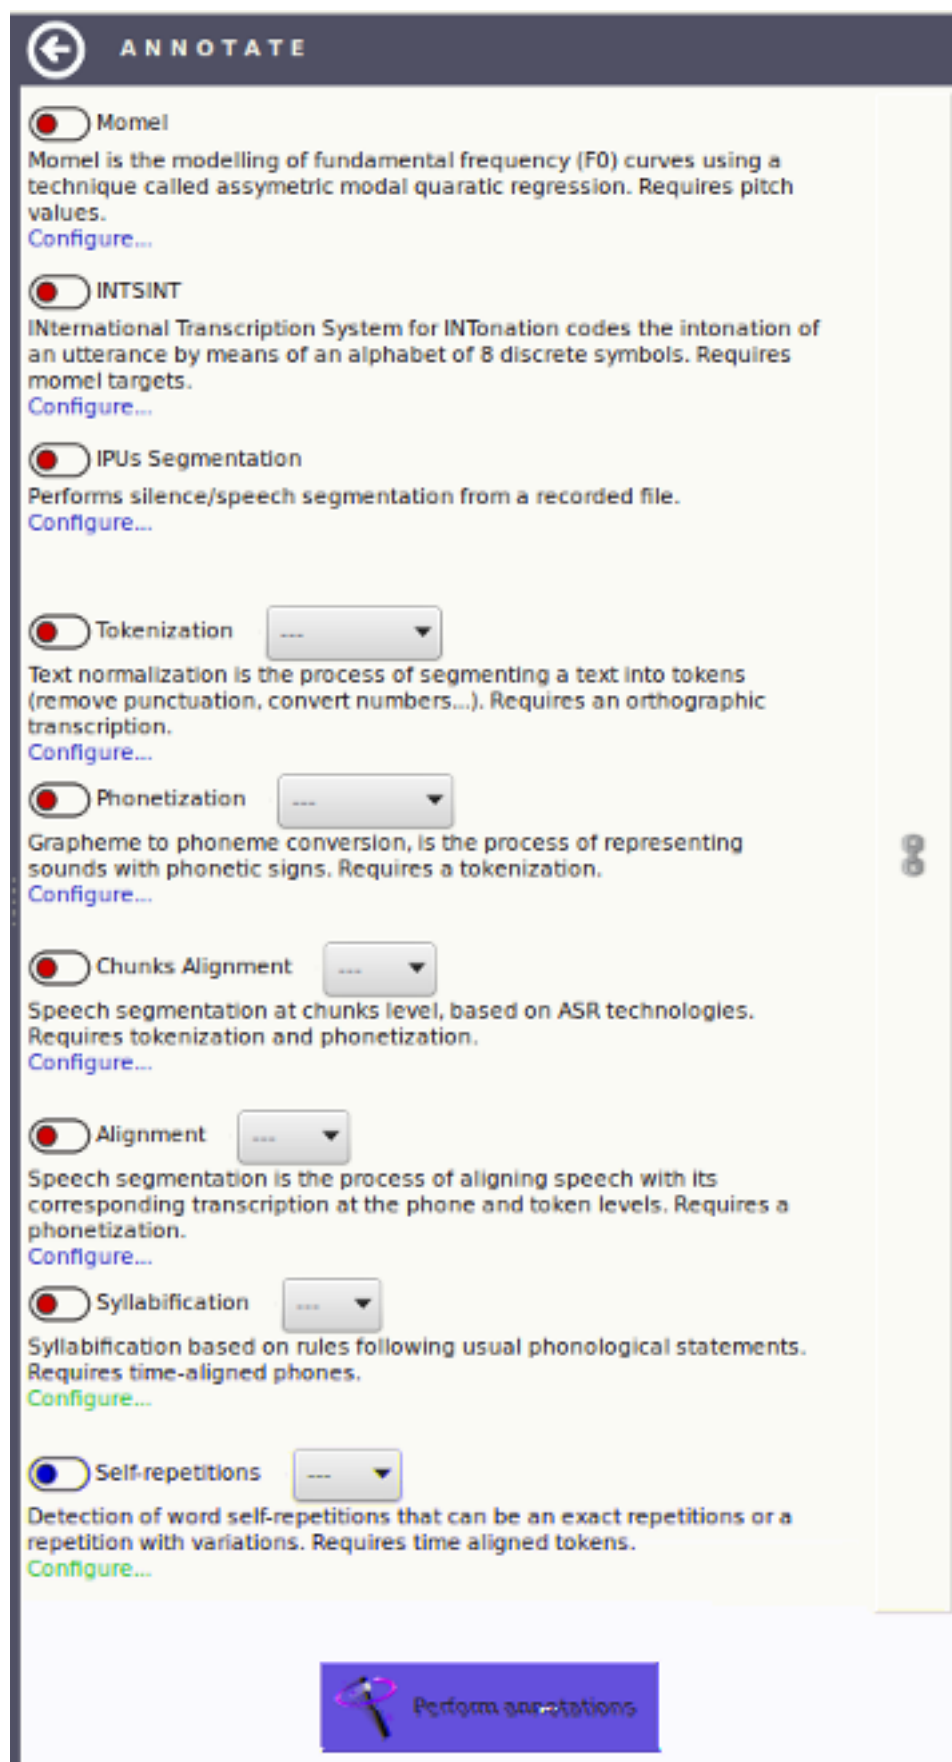 ANNOTATE
Momel
Momel is the modelling of fundamental frequency (F0) curves using a
technique called assymetric modal quaratic regression. Requires pitch
values.
Configure...
INTSINT
INternational Transcription System for INTonation codes the intonation of
an utterance by means of an alphabet of 8 discrete symbols. Requires
momel targets.
Configure...
IPUs Segmentation
Performs silence/speech segmentation from a recorded file.
Configure...
Tokenization ---
Text normalization is the process of segmenting a text into tokens
(remove punctuation, convert numbers...). Requires an orthographic
transcription.
Configure...
Phonetization ---
Grapheme to phoneme conversion, is the process of representing
sounds with phonetic signs. Requires a tokenization.
Configure...
Chunks Alignment ---
Speech segmentation at chunks level, based on ASR technologies.
Requires tokenization and phonetization.
Configure...
Alignment ---
Speech segmentation is the process of aligning speech with its
corresponding transcription at the phone and token levels. Requires a
phonetization.
Configure...
Syllabification ---
Syllabification based on rules following usual phonological statements.
Requires time-aligned phones.
Configure...
Self-repetitions ---
Detection of word self-repetitions that can be an exact repetitions or a
repetition with variations. Requires time aligned tokens.
Configure...
Perform annotations